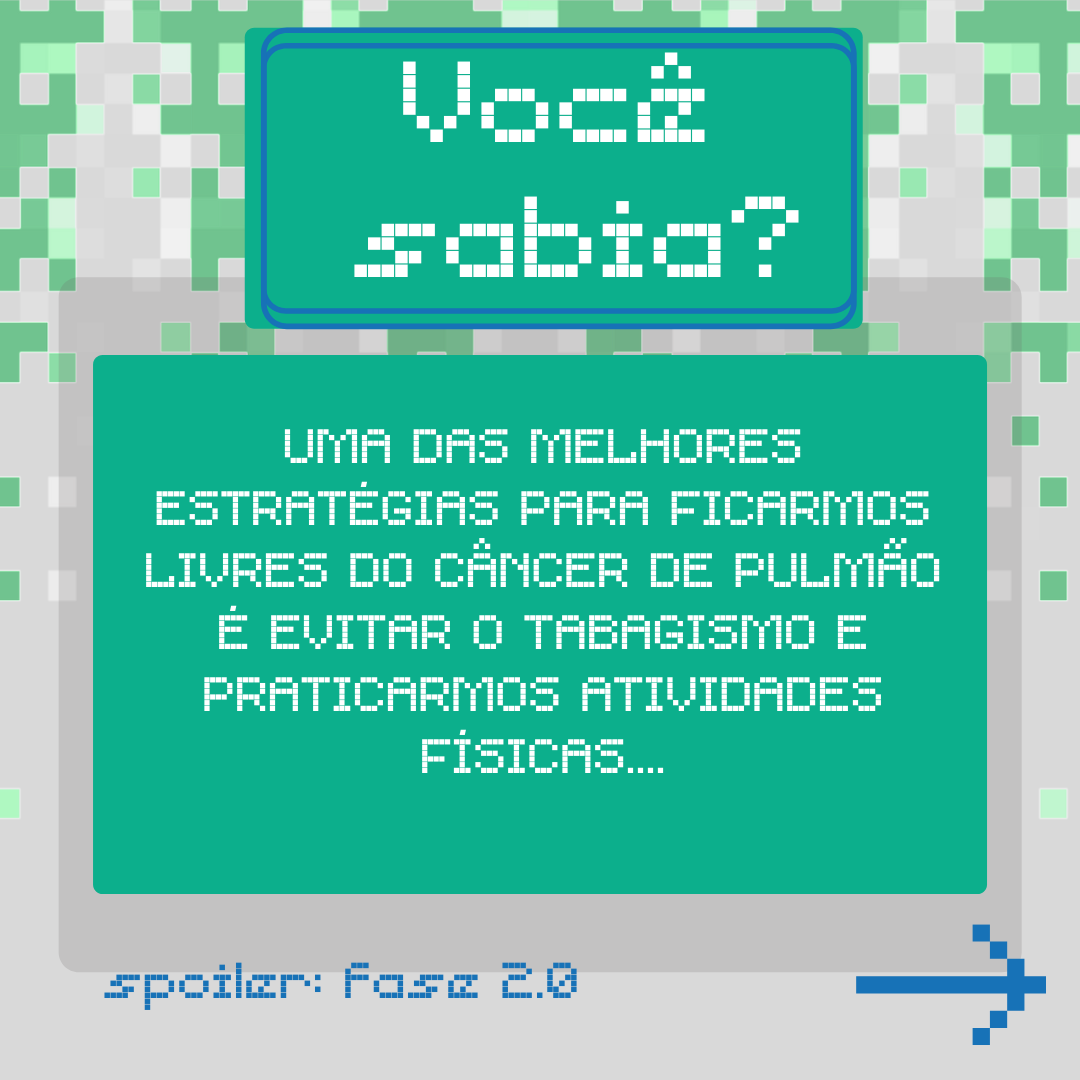 Você
sabia?
UMA DAS MELHORES
ESTRATÉGIAS PARA FICARMOS
LIVRES DO CÂNCER DE PULMÃO
É EVITAR O TABAGISMO E
PRATICARMOS ATIVIDADES
FÍSICAS....
spoiler: fase 2.0